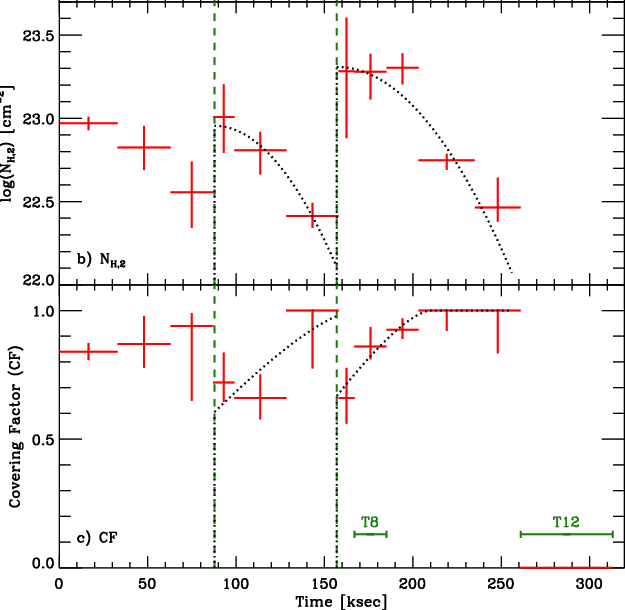 23.5
23.0
22.5
22.0
log(N_H,2) [cm^-2]
b) N_H,2
1.0
0.5
0.0
Covering Factor (CF)
T8
T12
c) CF
0 50 100 150 200 250 300
Time [ksec]